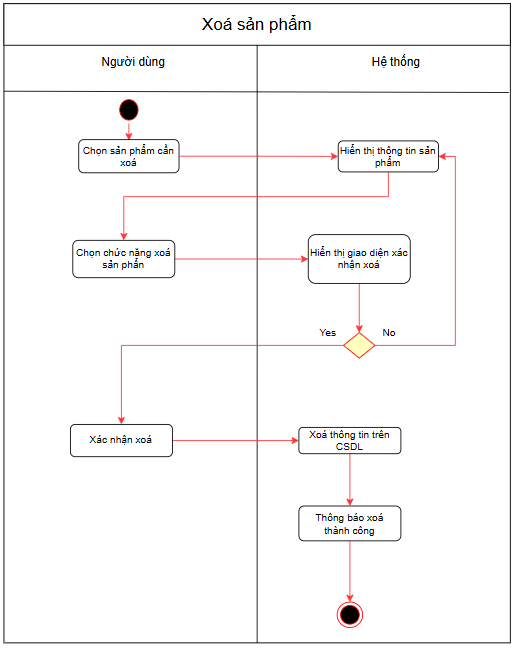 Xoá sản phẩm
Người dùng
Hệ thống
Chọn sản phẩm cần
xoá
Hiển thị thông tin sản
phẩm
Chọn chức năng xoá
sản phẩn
Hiển thị giao diện xác
nhận xoá
Yes
No
Xác nhận xoá
Xoá thông tin trên
CSDL
Thông báo xoá
thành công